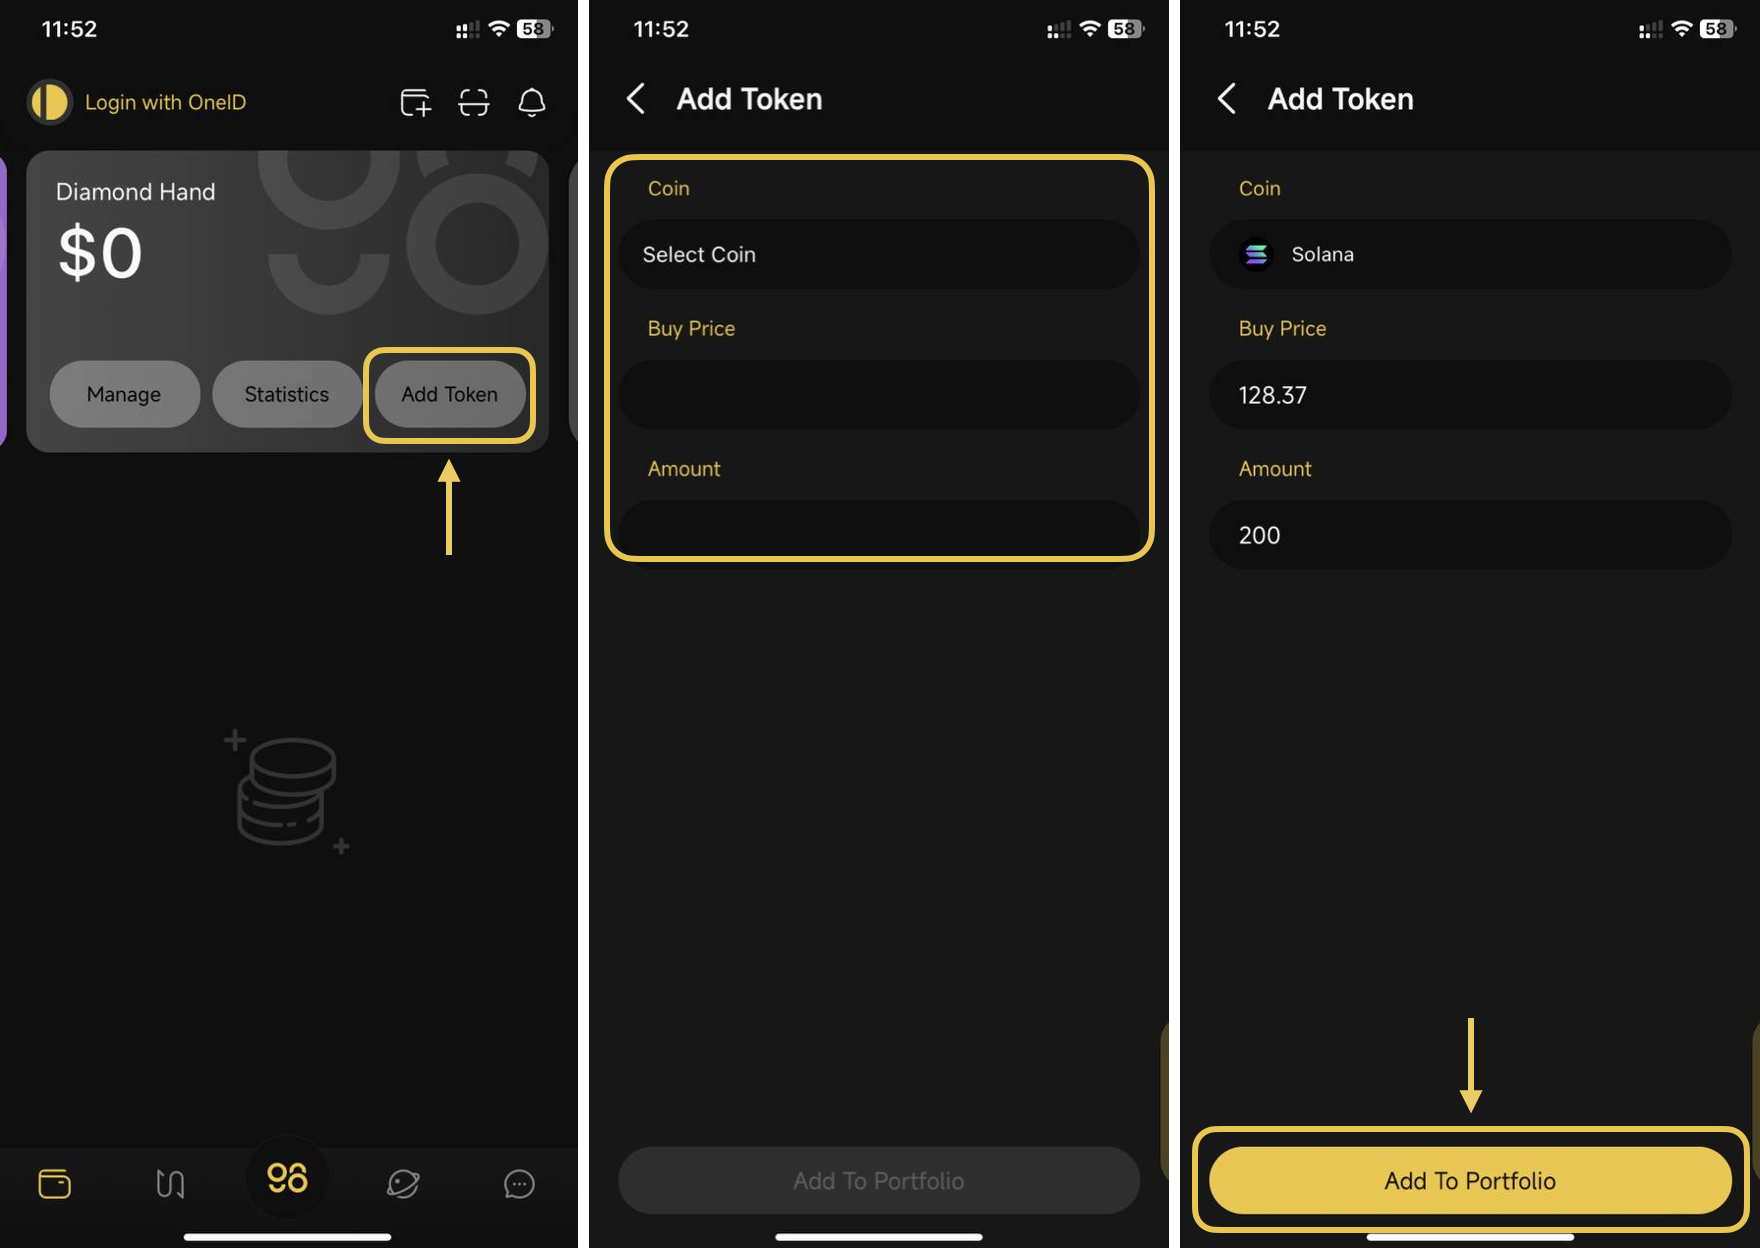 11:52
58
Login with OneID
Diamond Hand
$0
Manage
Statistics
Add Token
98
11:52
58
Add Token
Coin
Select Coin
Buy Price
Amount
Add To Portfolio
11:52
58
Add Token
Coin
Solana
Buy Price
128.37
Amount
200
Add To Portfolio